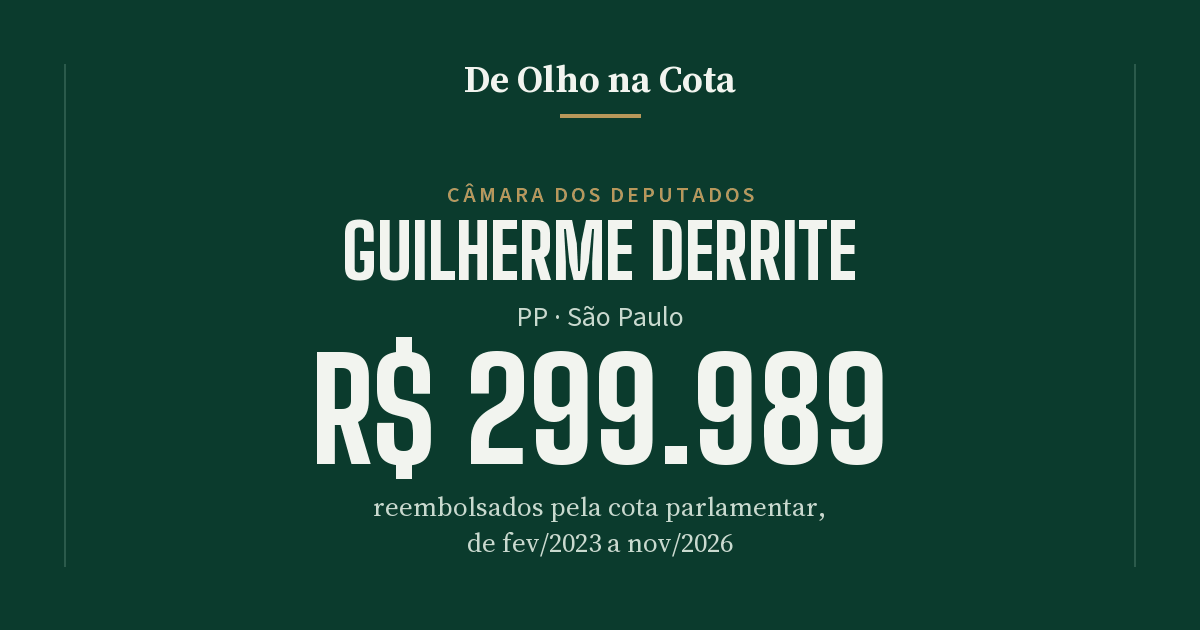 De Olho na Cota
CÂMARA DOS DEPUTADOS
GUILHERME DERRITE
PP · São Paulo
R$ 299.989
reembolsados pela cota parlamentar,
de fev/2023 a nov/2026